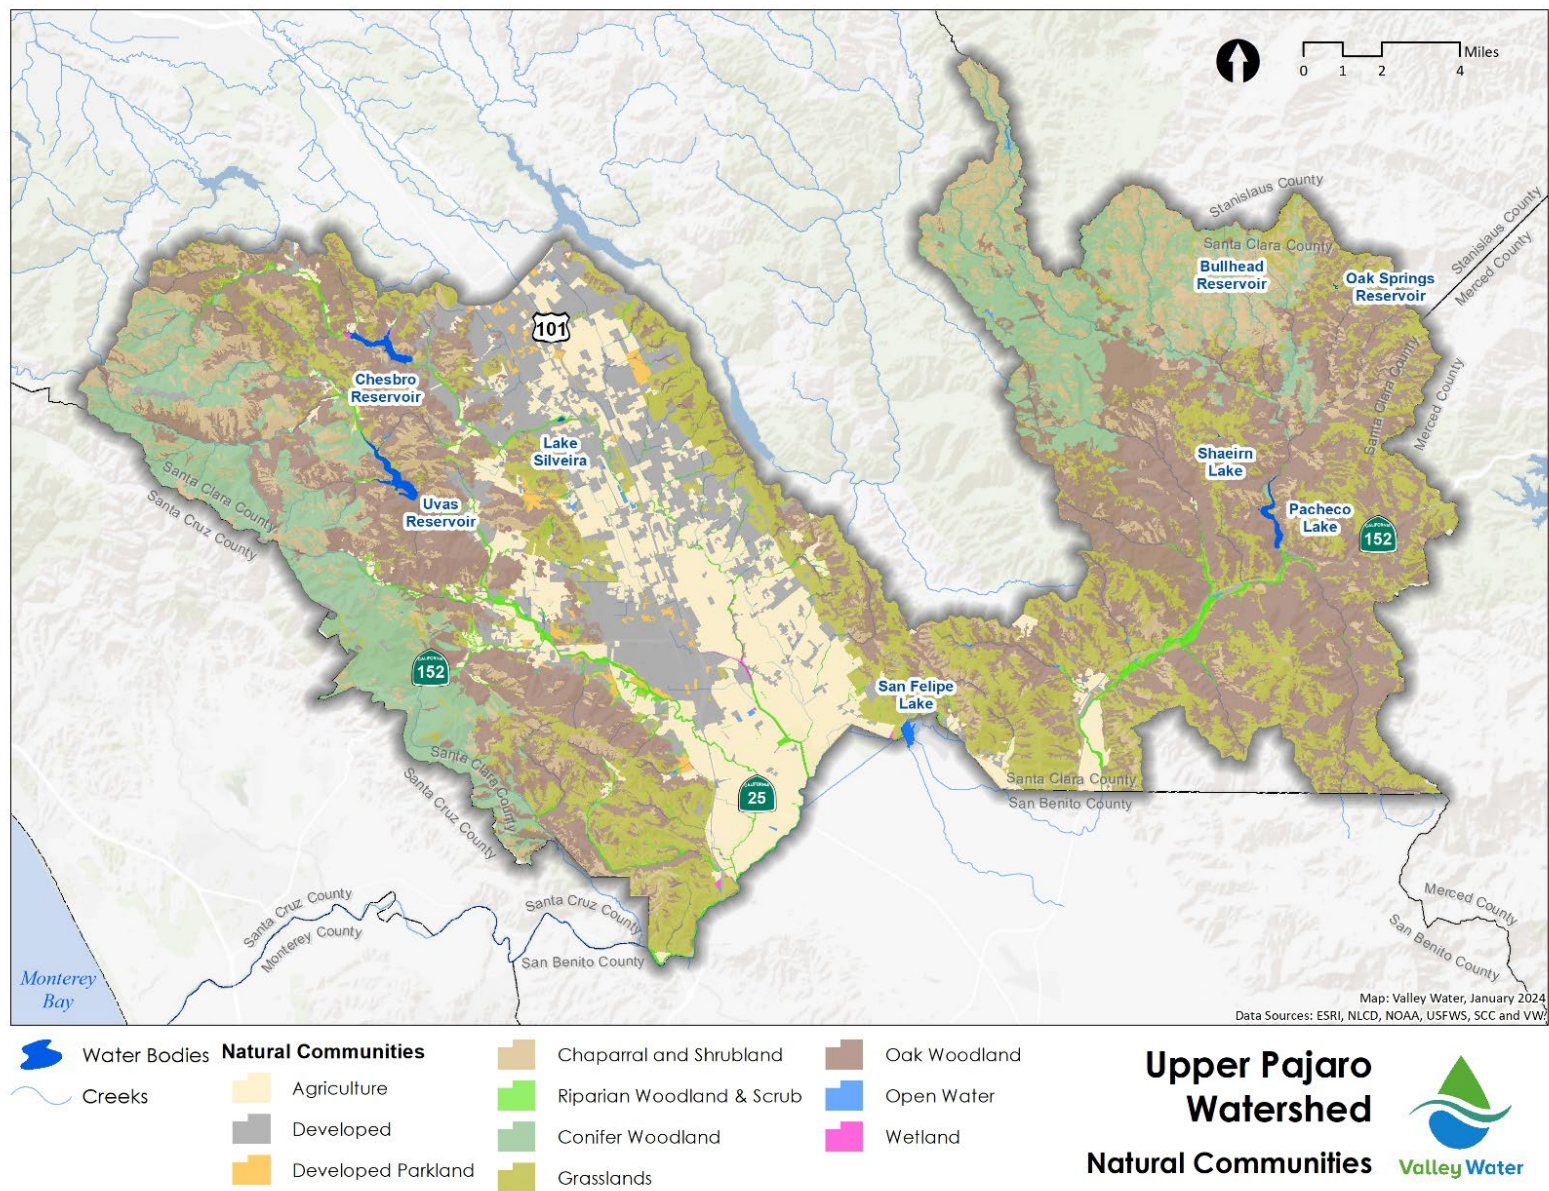 Miles
0 1 2 4
Stanislaus County
Santa Clara County
Stanislaus County
Merced County
Bullhead
Reservoir
Oak Springs
Reservoir
101
Chesbro
Reservoir
Santa Clara County
Merced County
Lake
Silveira
Shaeirn
Lake
Uvas
Reservoir
Pacheco
Lake
CALIFORNIA
152
Santa Clara County
Santa Cruz County
CALIFORNIA
152
San Felipe
Lake
Santa Clara County
Santa Cruz County
CALIFORNIA
25
Santa Clara County
San Benito County
Santa Cruz County
Monterey County
Santa Cruz County
San Benito County
Merced County
San Benito County
Monterey
Bay
Map: Valley Water, January 2024
Data Sources: ESRI, NLCD, NOAA, USFWS, SCC and VW.
Water Bodies
Creeks
Natural Communities
Agriculture
Developed
Developed Parkland
Chaparral and Shrubland
Riparian Woodland & Scrub
Conifer Woodland
Grasslands
Oak Woodland
Open Water
Wetland
Upper Pajaro
Watershed
Natural Communities
Valley Water